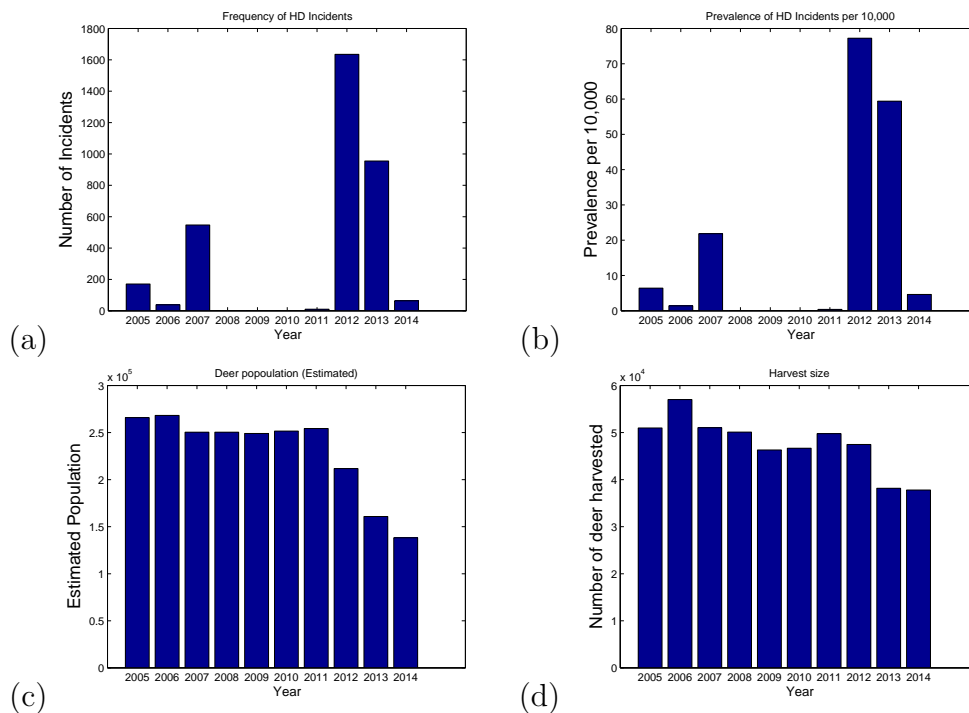 Frequency of HD Incidents
1800
1600
1400
1200
1000
800
600
400
200
0
Number of Incidents
2005 2006 2007 2008 2009 2010 2011 2012 2013 2014
Year
(a)
Prevalence of HD Incidents per 10,000
80
70
60
50
40
30
20
10
0
Prevalence per 10,000
2005 2006 2007 2008 2009 2010 2011 2012 2013 2014
Year
(b)
Deer popoulation (Estimated)
x 10^5
3
2.5
2
1.5
1
0.5
0
Estimated Population
2005 2006 2007 2008 2009 2010 2011 2012 2013 2014
Year
(c)
Harvest size
x 10^4
6
5
4
3
2
1
0
Number of deer harvested
2005 2006 2007 2008 2009 2010 2011 2012 2013 2014
Year
(d)